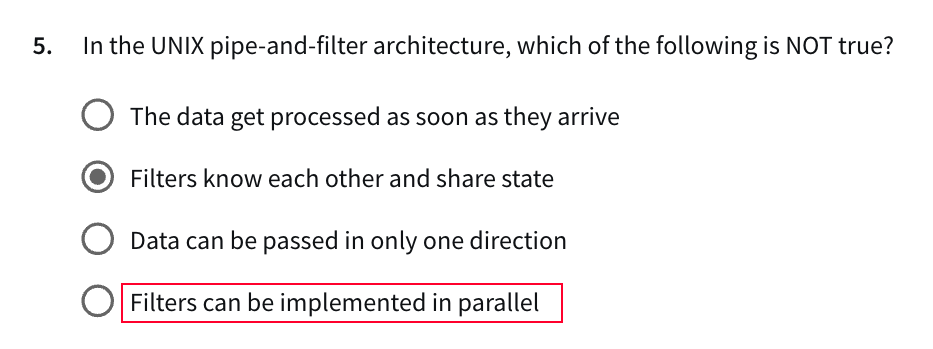 5. In the UNIX pipe-and-filter architecture, which of the following is NOT true?
The data get processed as soon as they arrive
Filters know each other and share state
Data can be passed in only one direction
Filters can be implemented in parallel